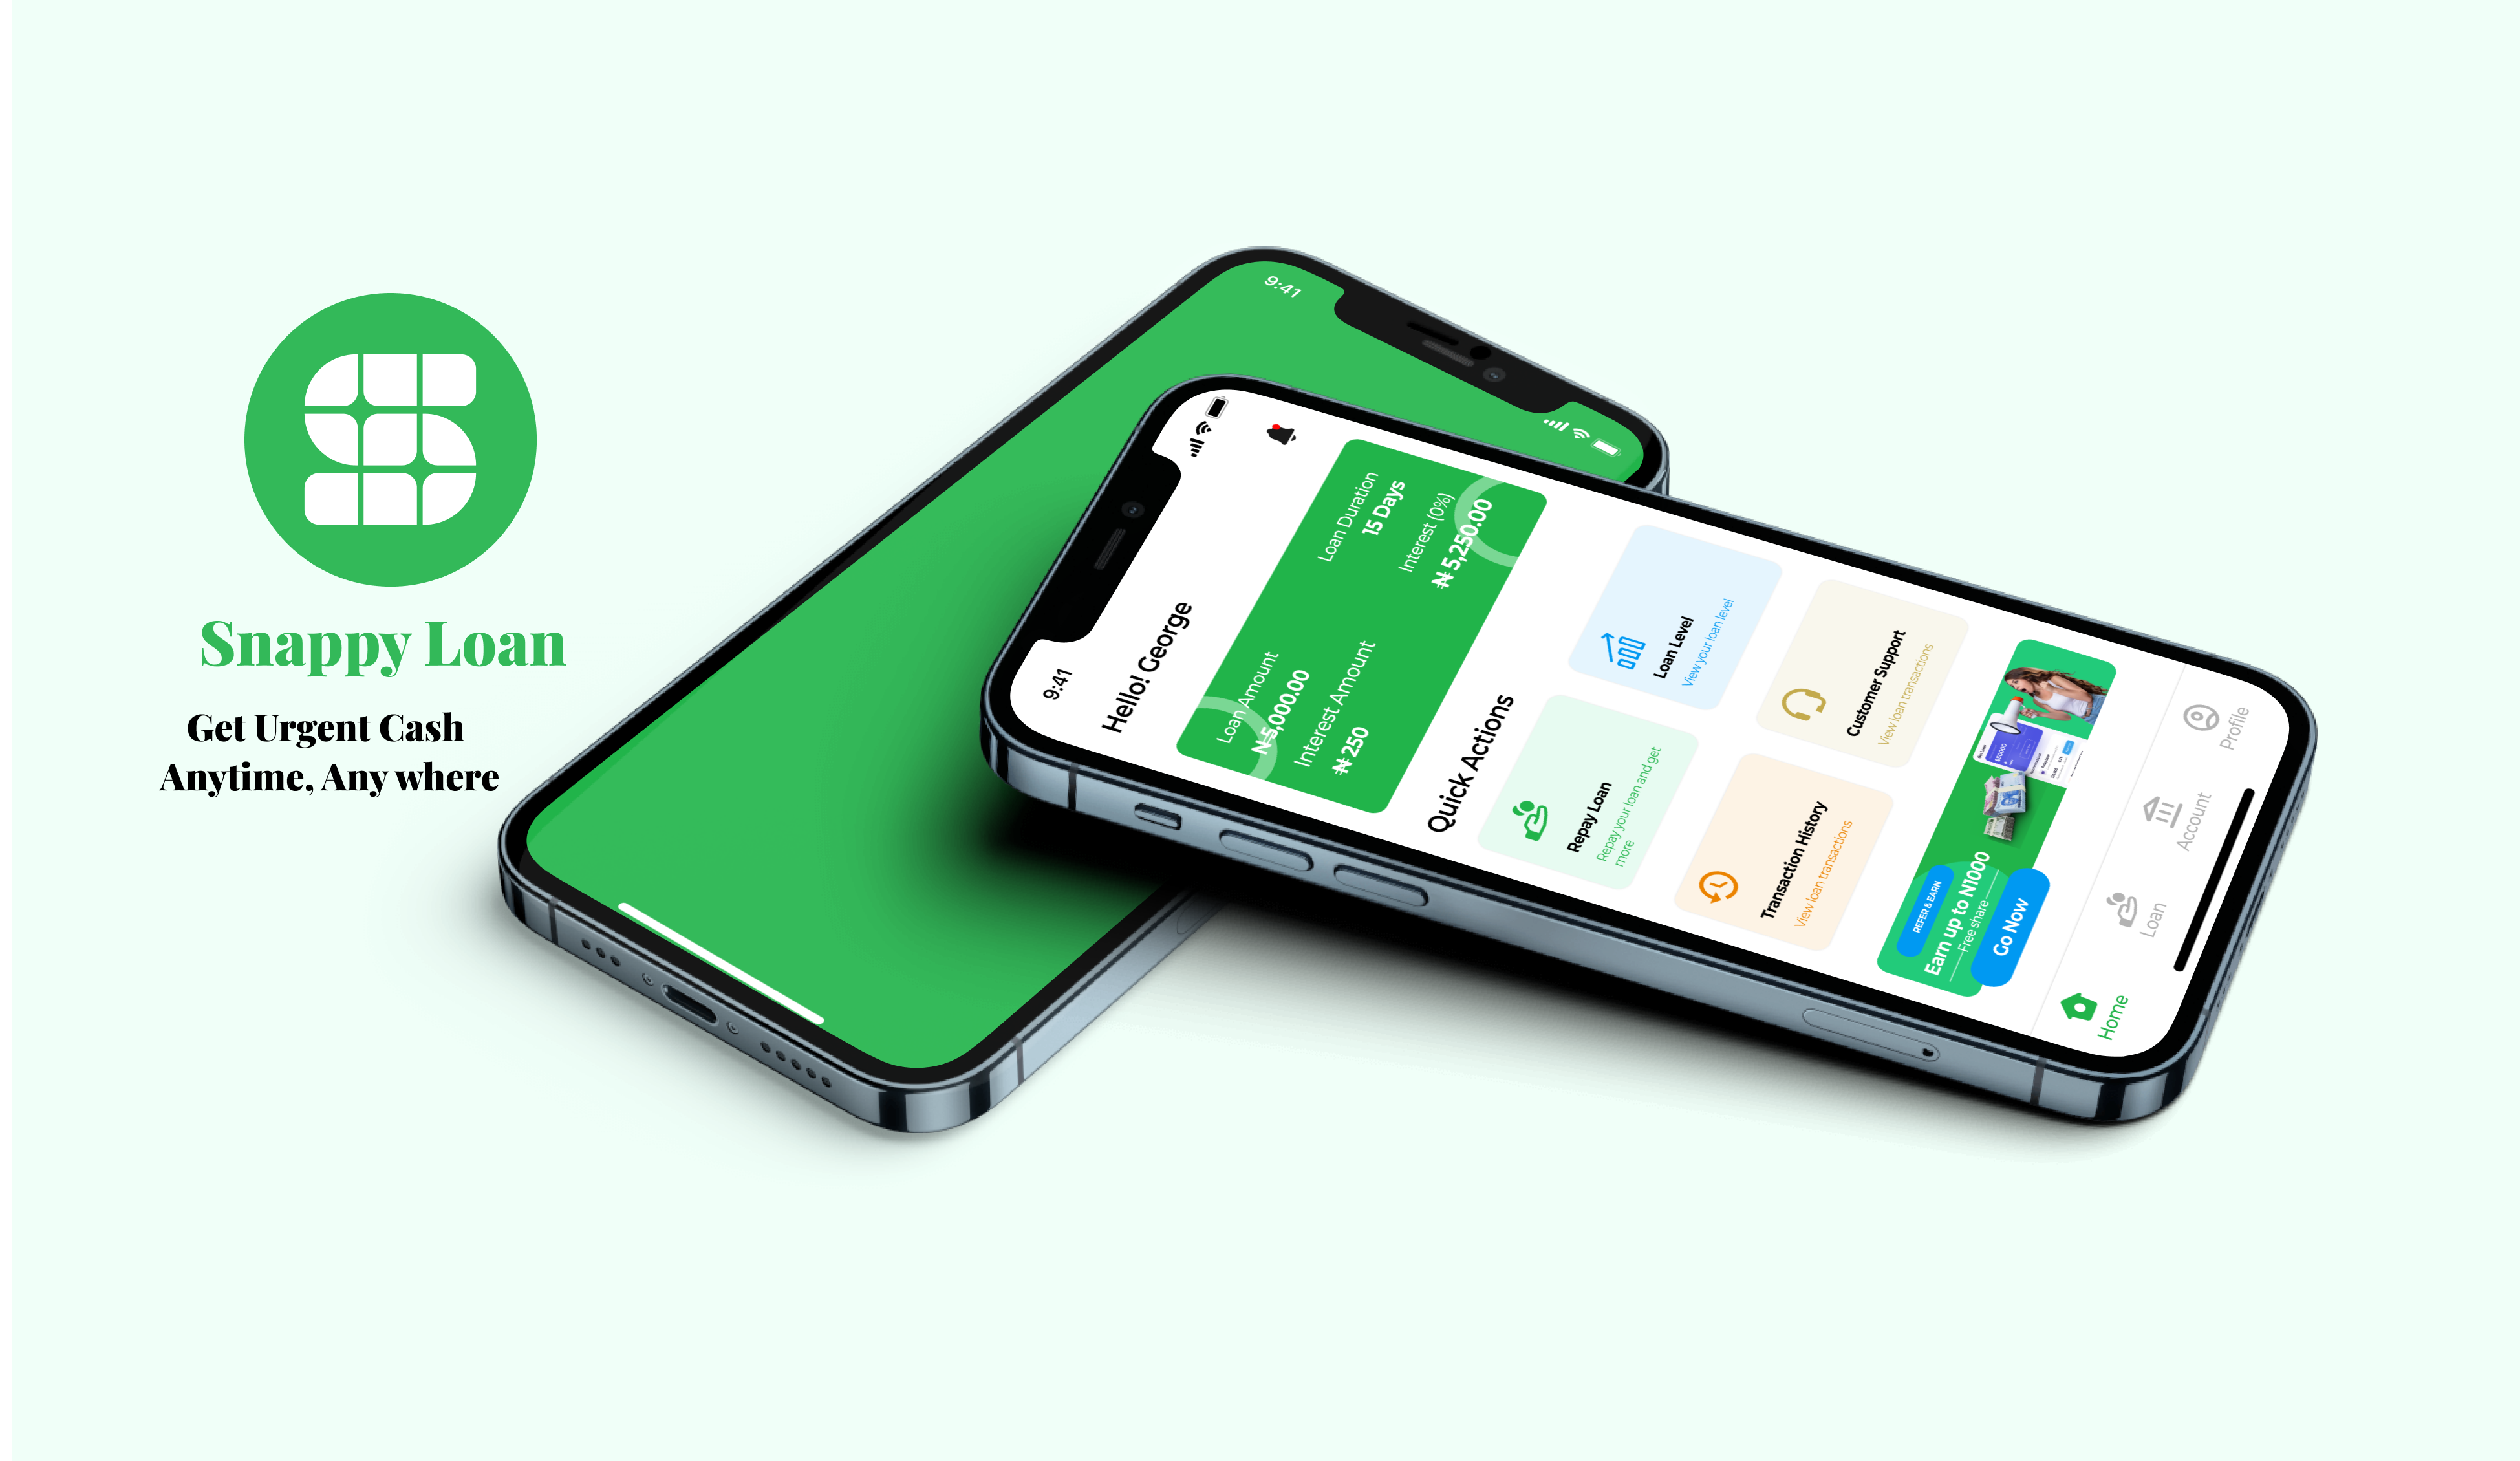 Snappy Loan
Get Urgent Cash
Anytime, Any where
9:41
9:41
Hello! George
Loan Amount
₦5,000.00
Loan Duration
15 Days
Interest Amount
₦ 250
Interest (0%)
₦ 5,250.00
Quick Actions
Repay Loan
Repay your loan and get
more
Loan Level
View your loan level
Transaction History
View loan transactions
Customer Support
View loan transactions
REFER & EARN
Earn up to N1000
Free share
Go Now
Home
Loan
Account
Profile